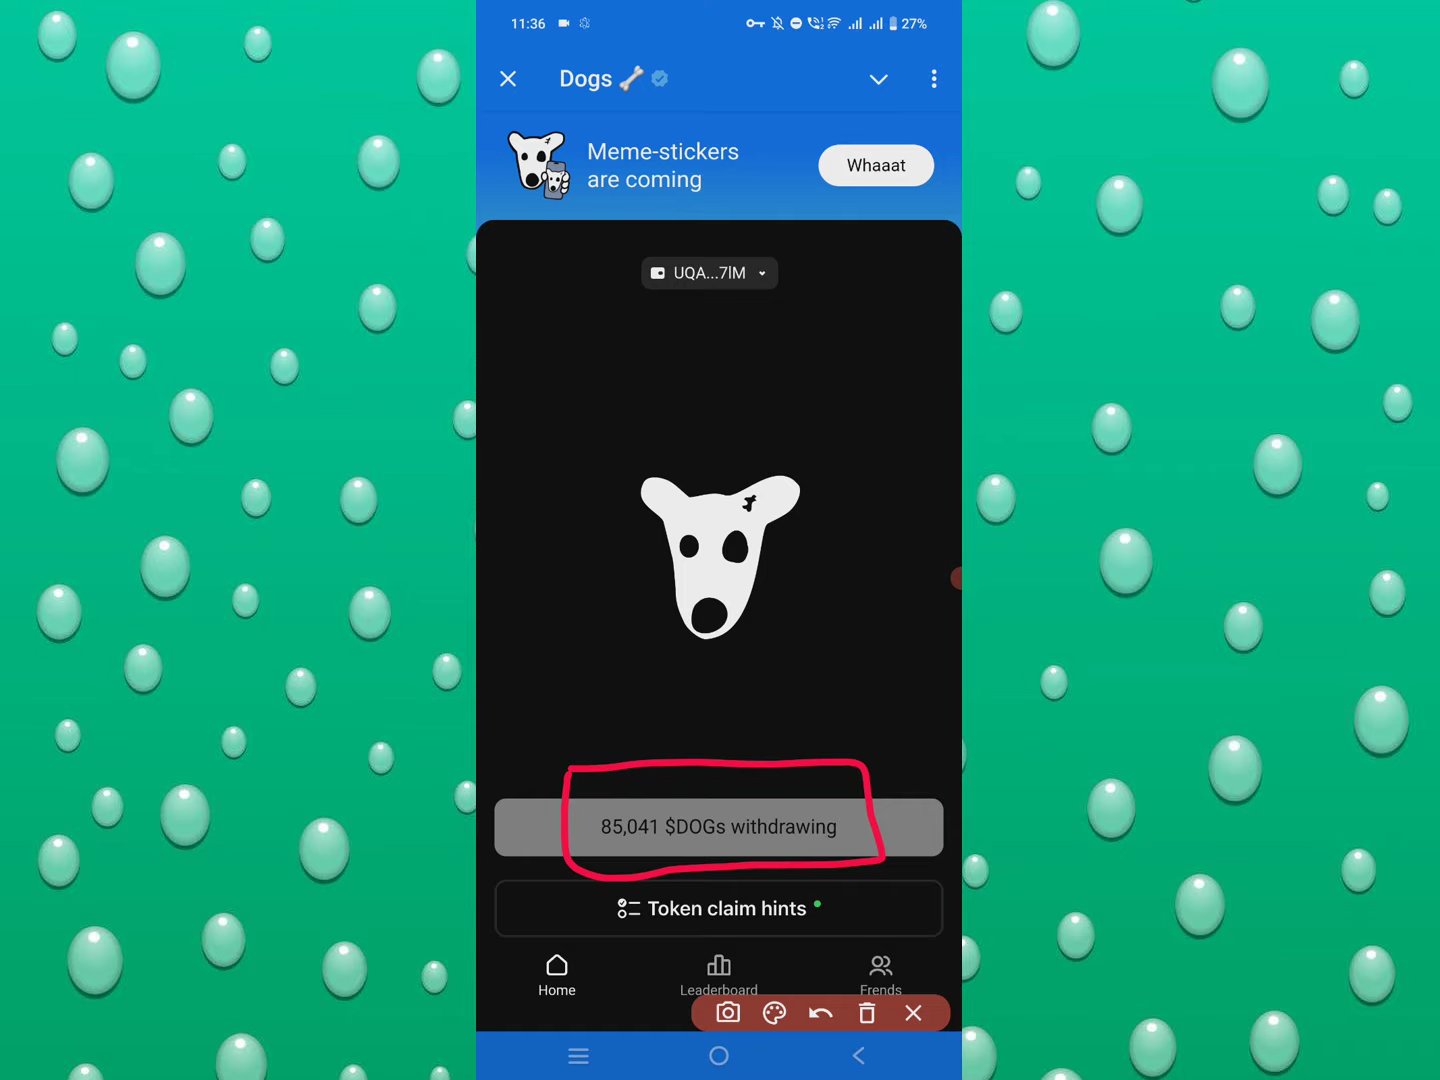 11:36
27%
Dogs
Meme-stickers
are coming
Whaaat
UQA...7lM
85,041 $DOGs withdrawing
Token claim hints
Home
Leaderboard
Frends